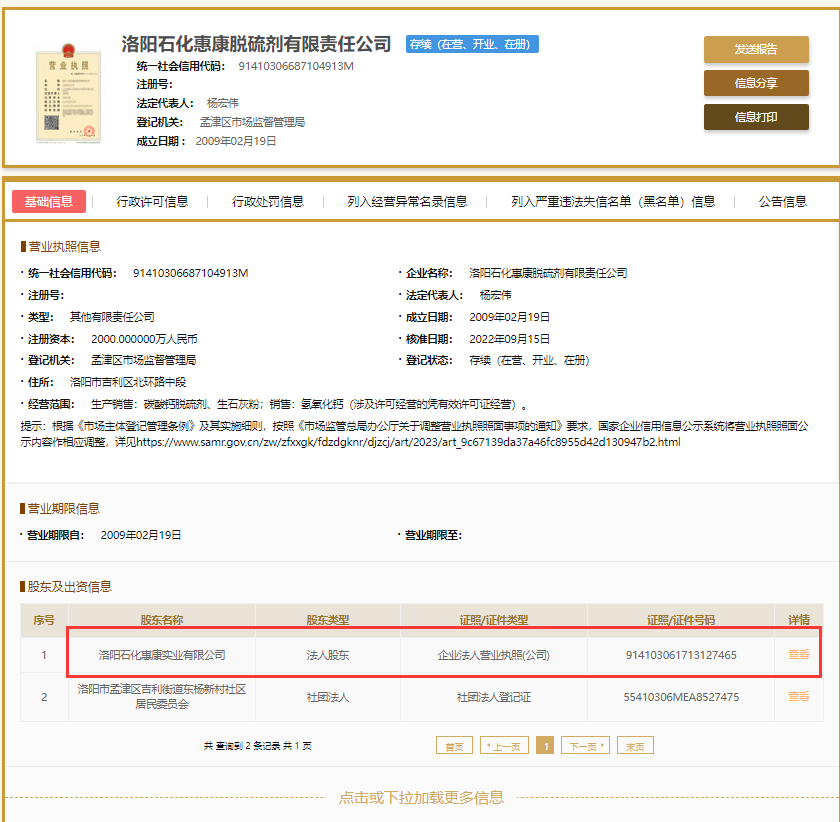 洛阳石化惠康脱硫剂有限责任公司 存续（在营、开业、在册）
统一社会信用代码： 91410306687104913M
注册号：
法定代表人： 杨宏伟
登记机关： 孟津区市场监督管理局
成立日期： 2009年02月19日
发送报告
信息分享
信息打印
营业执照
基础信息 行政许可信息 行政处罚信息 列入经营异常名录信息 列入严重违法失信名单（黑名单）信息 公告信息
营业执照信息
· 统一社会信用代码： 91410306687104913M · 企业名称： 洛阳石化惠康脱硫剂有限责任公司
· 注册号： · 法定代表人： 杨宏伟
· 类型： 其他有限责任公司 · 成立日期： 2009年02月19日
· 注册资本： 2000.000000万人民币 · 核准日期： 2022年09月15日
· 登记机关： 孟津区市场监督管理局 · 登记状态： 存续（在营、开业、在册）
· 住所： 洛阳市吉利区北环路中段
· 经营范围： 生产销售：碳酸钙脱硫剂、生石灰粉；销售：氢氧化钙（涉及许可经营的凭有效许可证经营）。
提示：根据《市场主体登记管理条例》及其实施细则，按照《市场监管总局办公厅关于调整营业执照照面事项的通知》要求，国家企业信用信息公示系统将营业执照照面公
示内容作相应调整，详见https://www.samr.gov.cn/zw/zfxxgk/fdzdgknr/djzcj/art/2023/art_9c67139da37a46fc8955d42d130947b2.html
营业期限信息
· 营业期限自： 2009年02月19日 · 营业期限至：
股东及出资信息
序号 股东名称 股东类型 证照/证件类型 证照/证件号码 详情
1 洛阳石化惠康实业有限公司 法人股东 企业法人营业执照(公司) 914103061713127465 查看
2 洛阳市孟津区吉利街道东杨新村社区居民委员会 社团法人 社团法人登记证 55410306MEA8527475 查看
共 查询到 2 条记录 共 1 页 首页 上一页 1 下一页 末页
点击或下拉加载更多信息